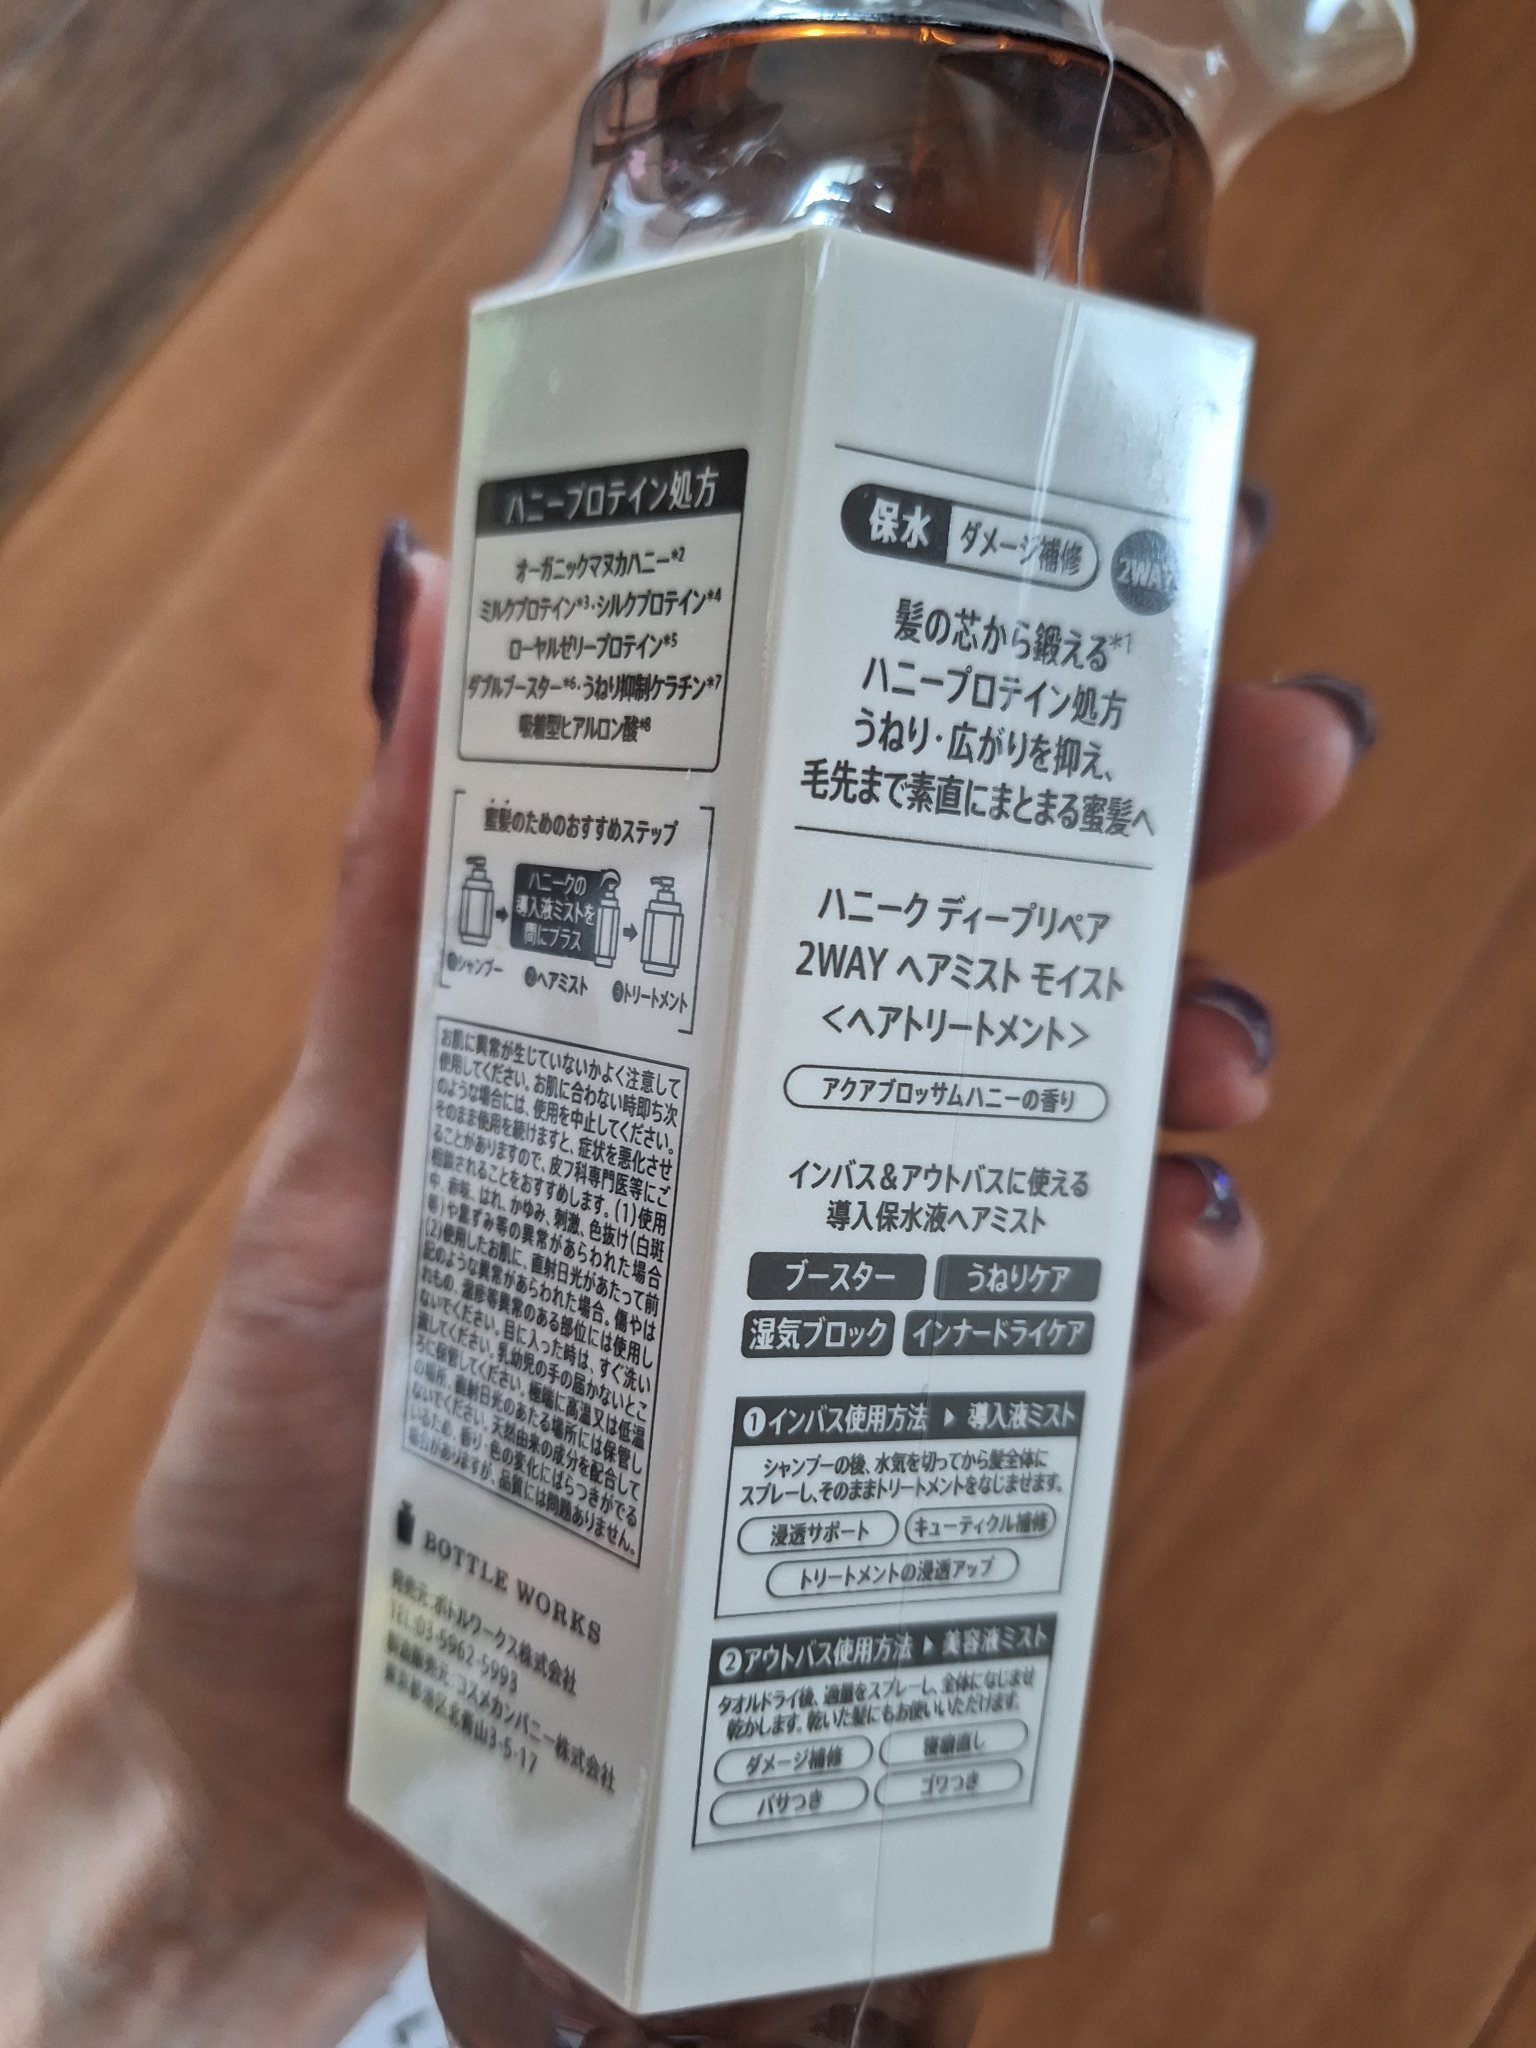 ハニープロテイン処方
オーガニックマヌカハニー*2
ミルクプロテイン*3・シルクプロテイン*4
ローヤルゼリープロテイン*5
ダブルブースター*6・うねり抑制ケラチン*7
吸着型ヒアルロン酸*8
蜜髪のためのおすすめステップ
ハニークの
導入液ミストを
間にプラス
❶シャンプー
❷ヘアミスト
❸トリートメント
お肌に異常が生じていないかよく注意して
使用してください。お肌に合わない時即ち次
のような場合には、使用を中止してください。
そのまま使用を続けますと、症状を悪化させ
ることがありますので、皮フ科専門医等にご
相談されることをおすすめします。(1)使用
中、赤味、はれ、かゆみ、刺激、色抜け(白斑
等)や黒ずみ等の異常があらわれた場合
(2)使用したお肌に、直射日光があたって前
記のような異常があらわれた場合。傷やは
れもの、湿疹等異常のある部位には使用し
ないでください。目に入った時は、すぐ洗い
流してください。乳幼児の手の届かないとこ
ろに保管してください。極端に高温又は低温
の場所、直射日光のあたる場所には保管し
ないでください。天然由来の成分を配合して
いるため、香り・色の変化にばらつきがでる
場合がありますが、品質には問題ありません。
BOTTLE WORKS
発売元:ボトルワークス株式会社
TEL:03-5962-5993
製造販売元:コスメカンパニー株式会社
東京都港区北青山3-5-17
保水 ダメージ補修 2WAY
髪の芯から鍛える*1
ハニープロテイン処方
うねり・広がりを抑え、
毛先まで素直にまとまる蜜髪へ
ハニーク ディープリペア
2WAY ヘアミスト モイスト
<ヘアトリートメント>
アクアブロッサムハニーの香り
インバス&アウトバスに使える
導入保水液ヘアミスト
ブースター うねりケア
湿気ブロック インナードライケア
❶インバス使用方法 ▶ 導入液ミスト
シャンプーの後、水気を切ってから髪全体に
スプレーし、そのままトリートメントをなじませます。
浸透サポート キューティクル補修
トリートメントの浸透アップ
❷アウトバス使用方法 ▶ 美容液ミスト
タオルドライ後、適量をスプレーし、全体になじませ
乾かします。乾いた髪にもお使いいただけます。
ダメージ補修 寝癖直し
パサつき ゴワつき